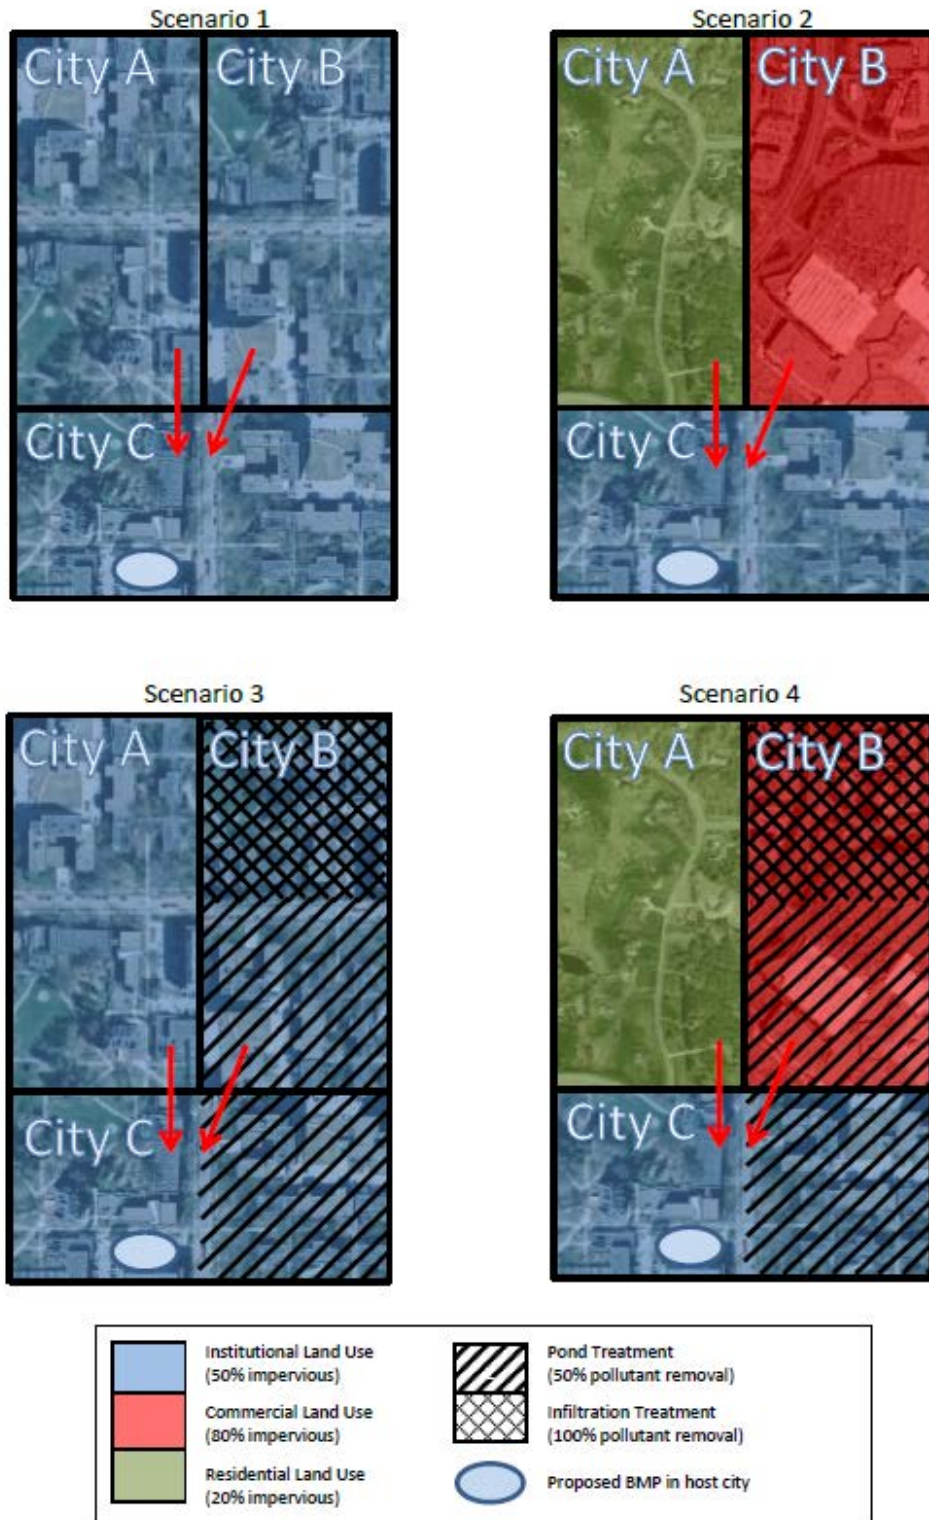 Scenario 1
Scenario 2
City A
City B
City A
City B
City C
City C
Scenario 3
Scenario 4
City A
City B
City A
City B
City C
City C
Institutional Land Use
(50% impervious)
Pond Treatment
(50% pollutant removal)
Commercial Land Use
(80% impervious)
Infiltration Treatment
(100% pollutant removal)
Residential Land Use
(20% impervious)
Proposed BMP in host city